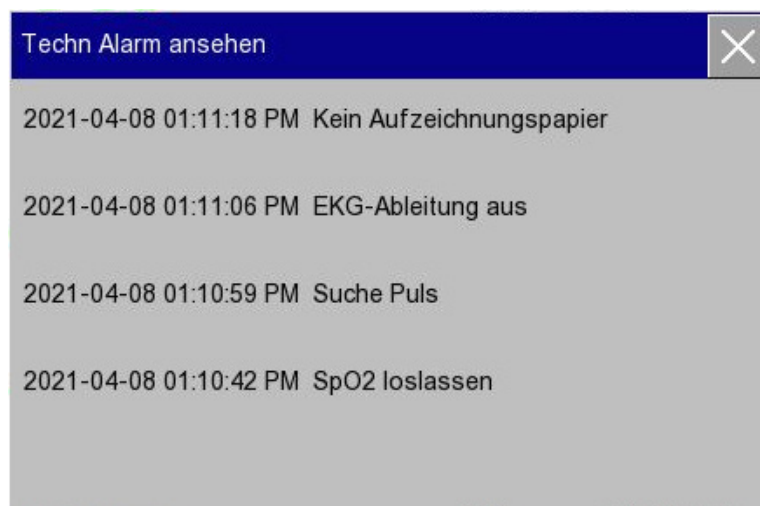 Techn Alarm ansehen
2021-04-08 01:11:18 PM Kein Aufzeichnungspapier
2021-04-08 01:11:06 PM EKG-Ableitung aus
2021-04-08 01:10:59 PM Suche Puls
2021-04-08 01:10:42 PM SpO2 loslassen